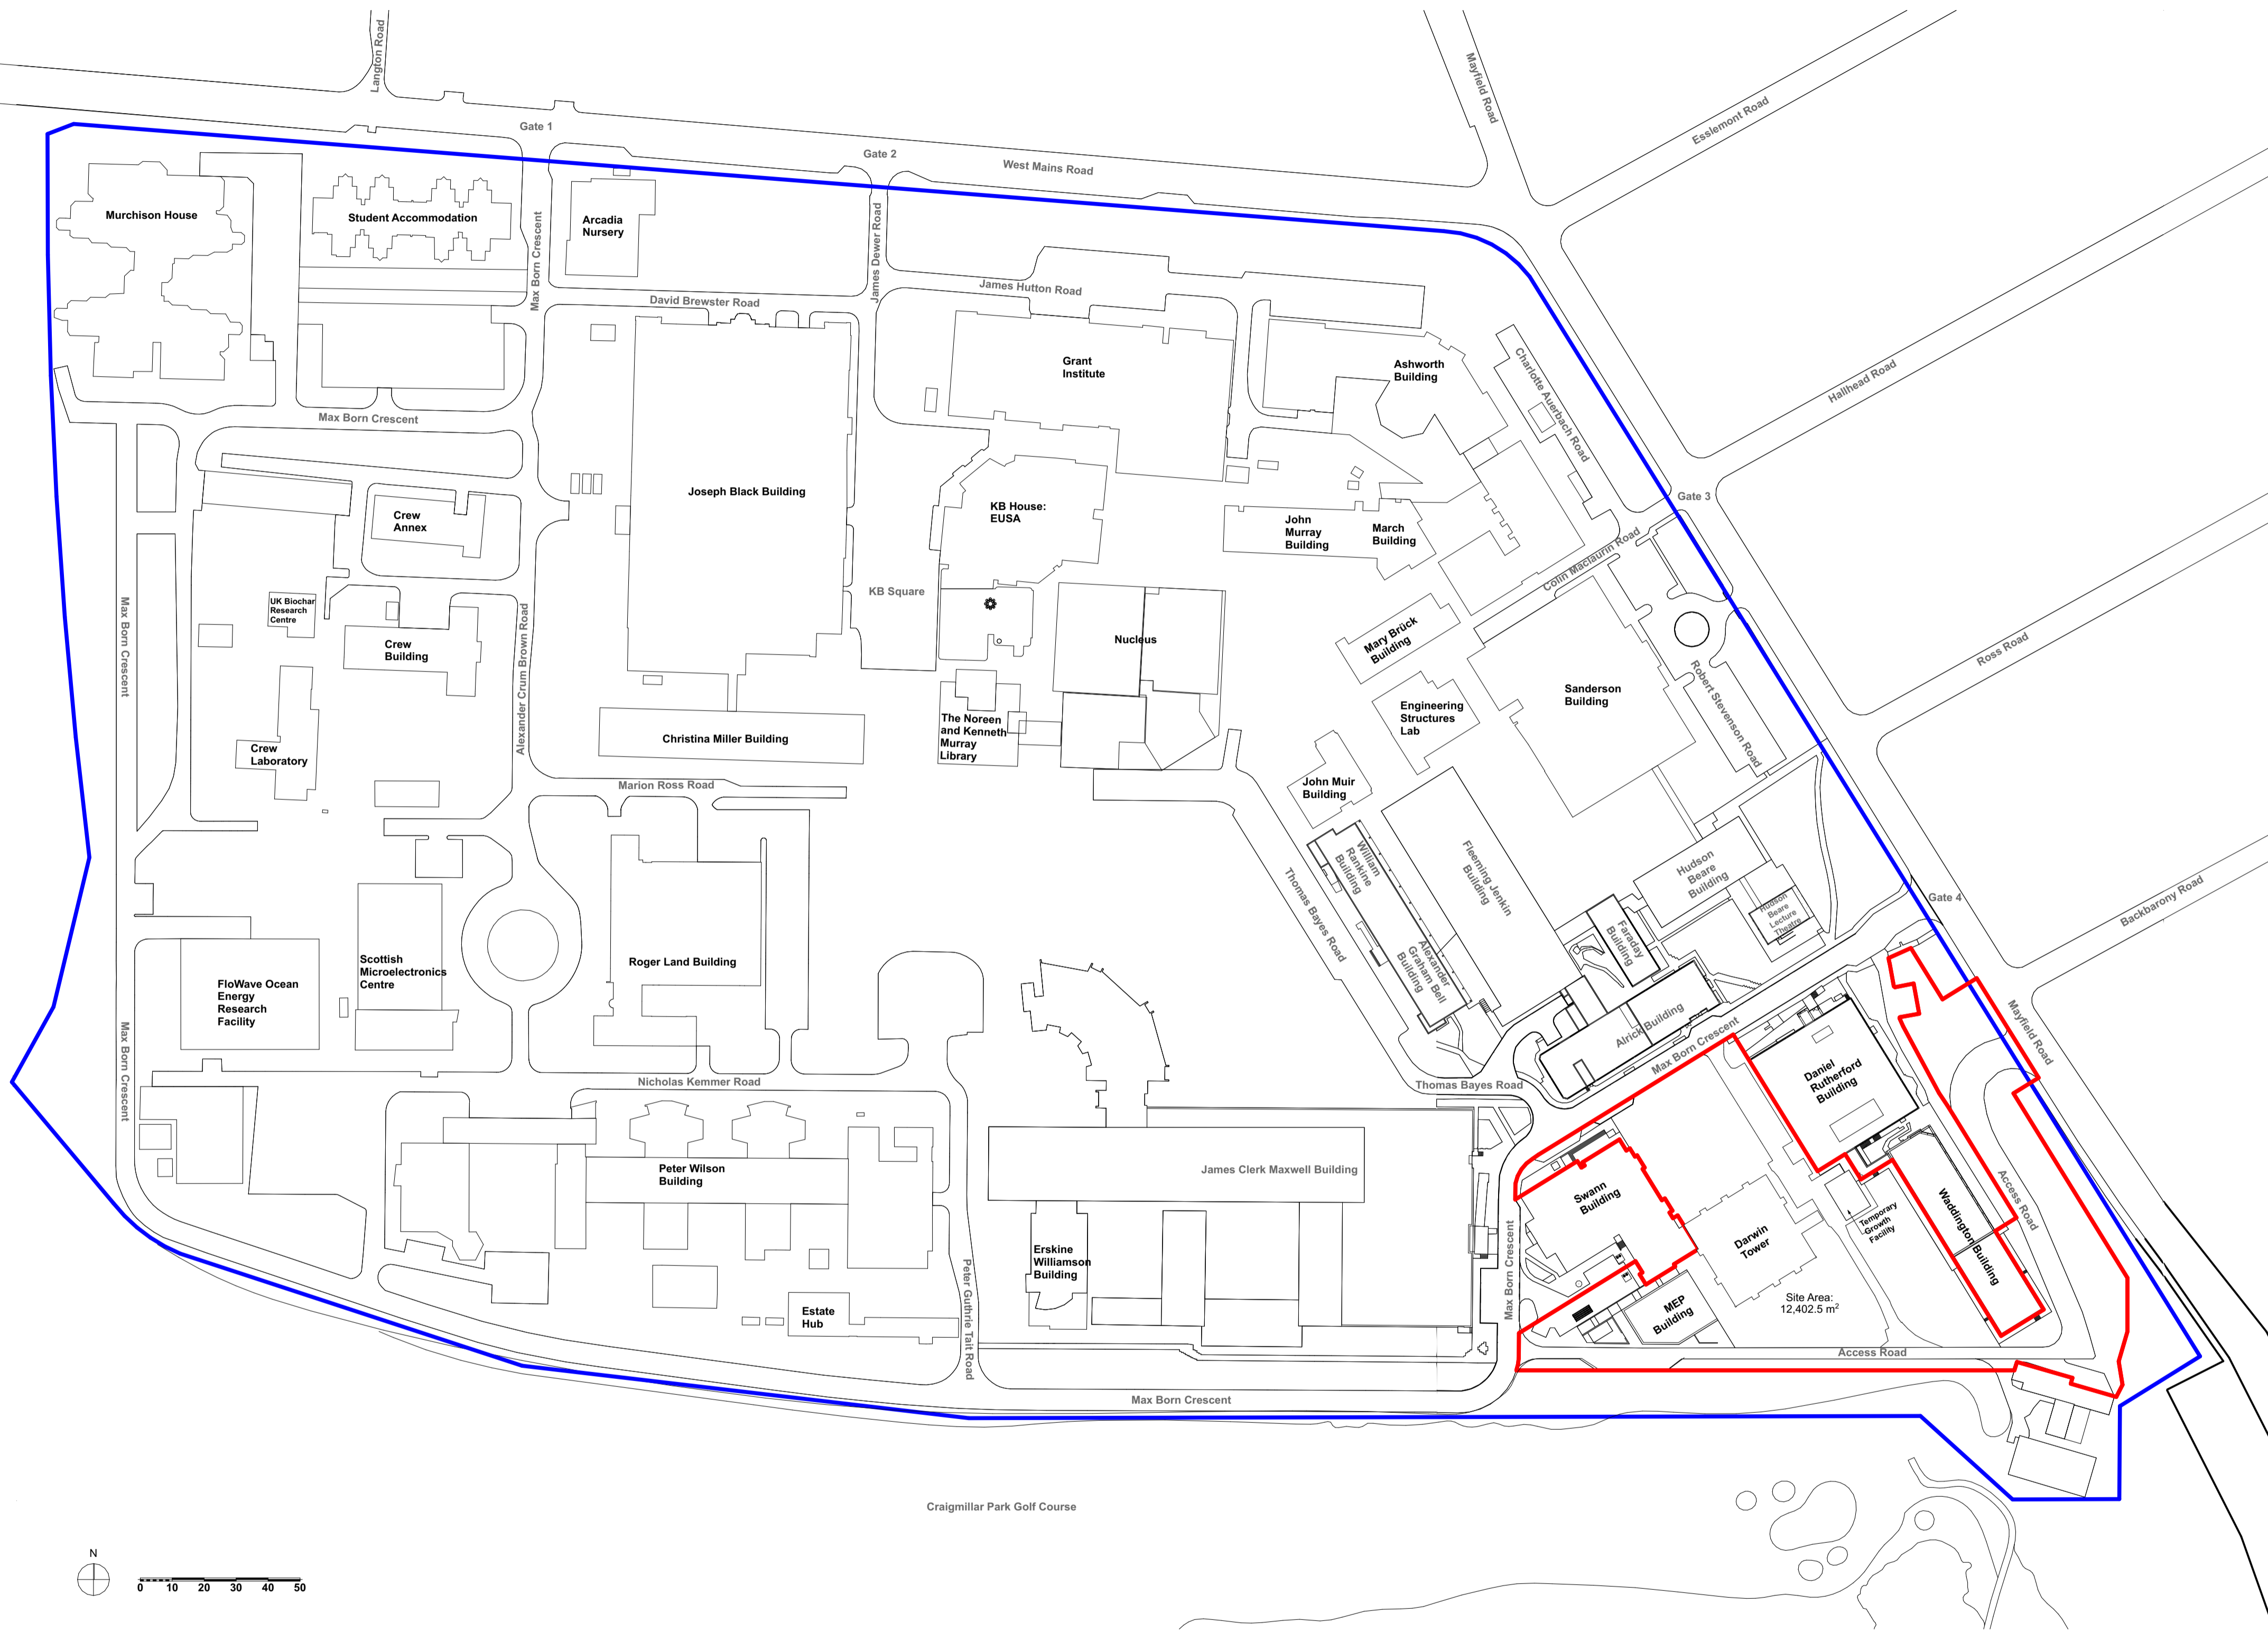 Langton Road
Mayfield Road
Esslemont Road
Gate 1
Gate 2
West Mains Road
Murchison House
Student Accommodation
Max Born Crescent
Arcadia
Nursery
James Dewer Road
David Brewster Road
James Hutton Road
Grant
Institute
Ashworth
Building
Charlotte Auerbach Road
Hallhead Road
Max Born Crescent
Joseph Black Building
Crew
Annex
KB House:
EUSA
John
Murray
Building
March
Building
Gate 3
Colin Maclaurin Road
KB Square
UK Biochar
Research
Centre
Crew
Building
Max Born Crescent
Alexander Crum Brown Road
Nucleus
Mary Brück
Building
Ross Road
Sanderson
Building
Robert Stevenson Road
Engineering
Structures
Lab
The Noreen
and Kenneth
Murray
Library
Christina Miller Building
Crew
Laboratory
Marion Ross Road
John Muir
Building
William
Rankine
Building
Fleeming Jenkin
Building
Hudson
Beare
Building
Hudson
Beare
Lecture
Theatre
Gate 4
Backbarony Road
Thomas Bayes Road
Faraday
Building
Alexander
Graham Bell
Building
Roger Land Building
Scottish
Microelectronics
Centre
FloWave Ocean
Energy
Research
Facility
Max Born Crescent
Alrick Building
Max Born Crescent
Mayfield Road
Nicholas Kemmer Road
Thomas Bayes Road
Daniel
Rutherford
Building
Peter Wilson
Building
James Clerk Maxwell Building
Swann
Building
Darwin
Tower
Temporary
Growth
Facility
Waddington Building
Access Road
Erskine
Williamson
Building
Max Born Crescent
Peter Guthrie Tait Road
Estate
Hub
MEP
Building
Site Area:
12,402.5 m²
Access Road
Max Born Crescent
Craigmillar Park Golf Course
N
0 10 20 30 40 50